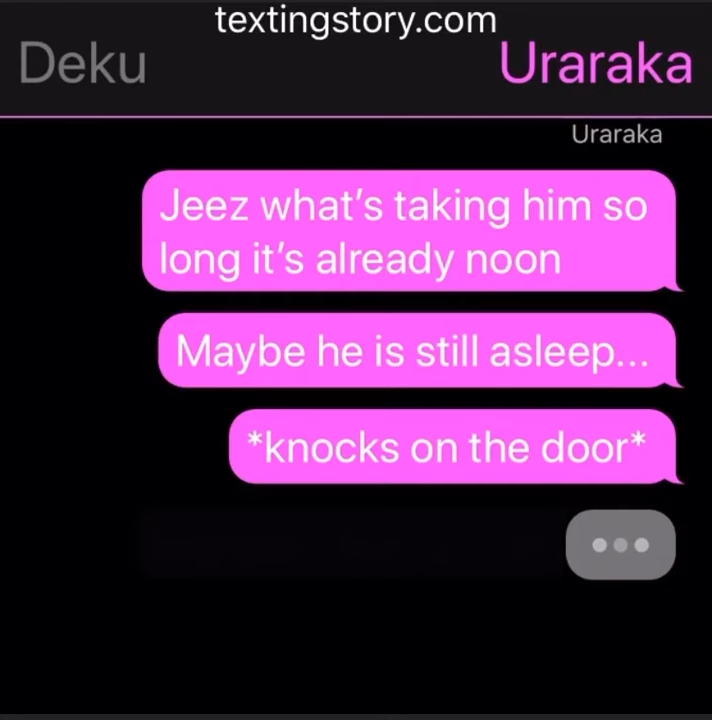 textingstory.com
Deku Uraraka
Uraraka
Jeez what's taking him so
long it's already noon
Maybe he is still asleep...
*knocks on the door*